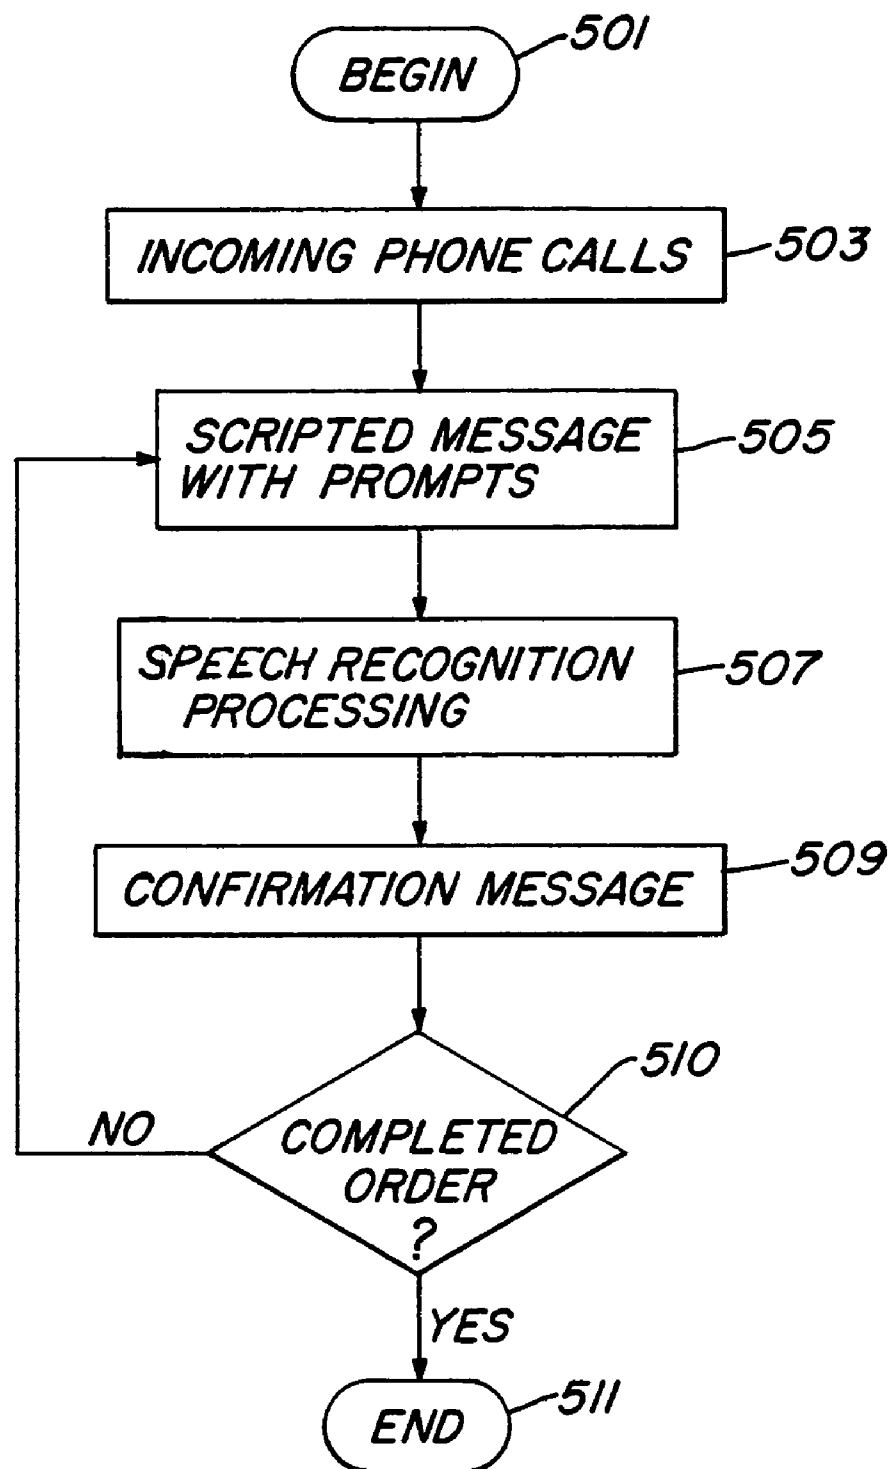 BEGIN
501
INCOMING PHONE CALLS
503
SCRIPTED MESSAGE
WITH PROMPTS
505
SPEECH RECOGNITION
PROCESSING
507
CONFIRMATION MESSAGE
509
COMPLETED
ORDER
?
510
NO
YES
END
511